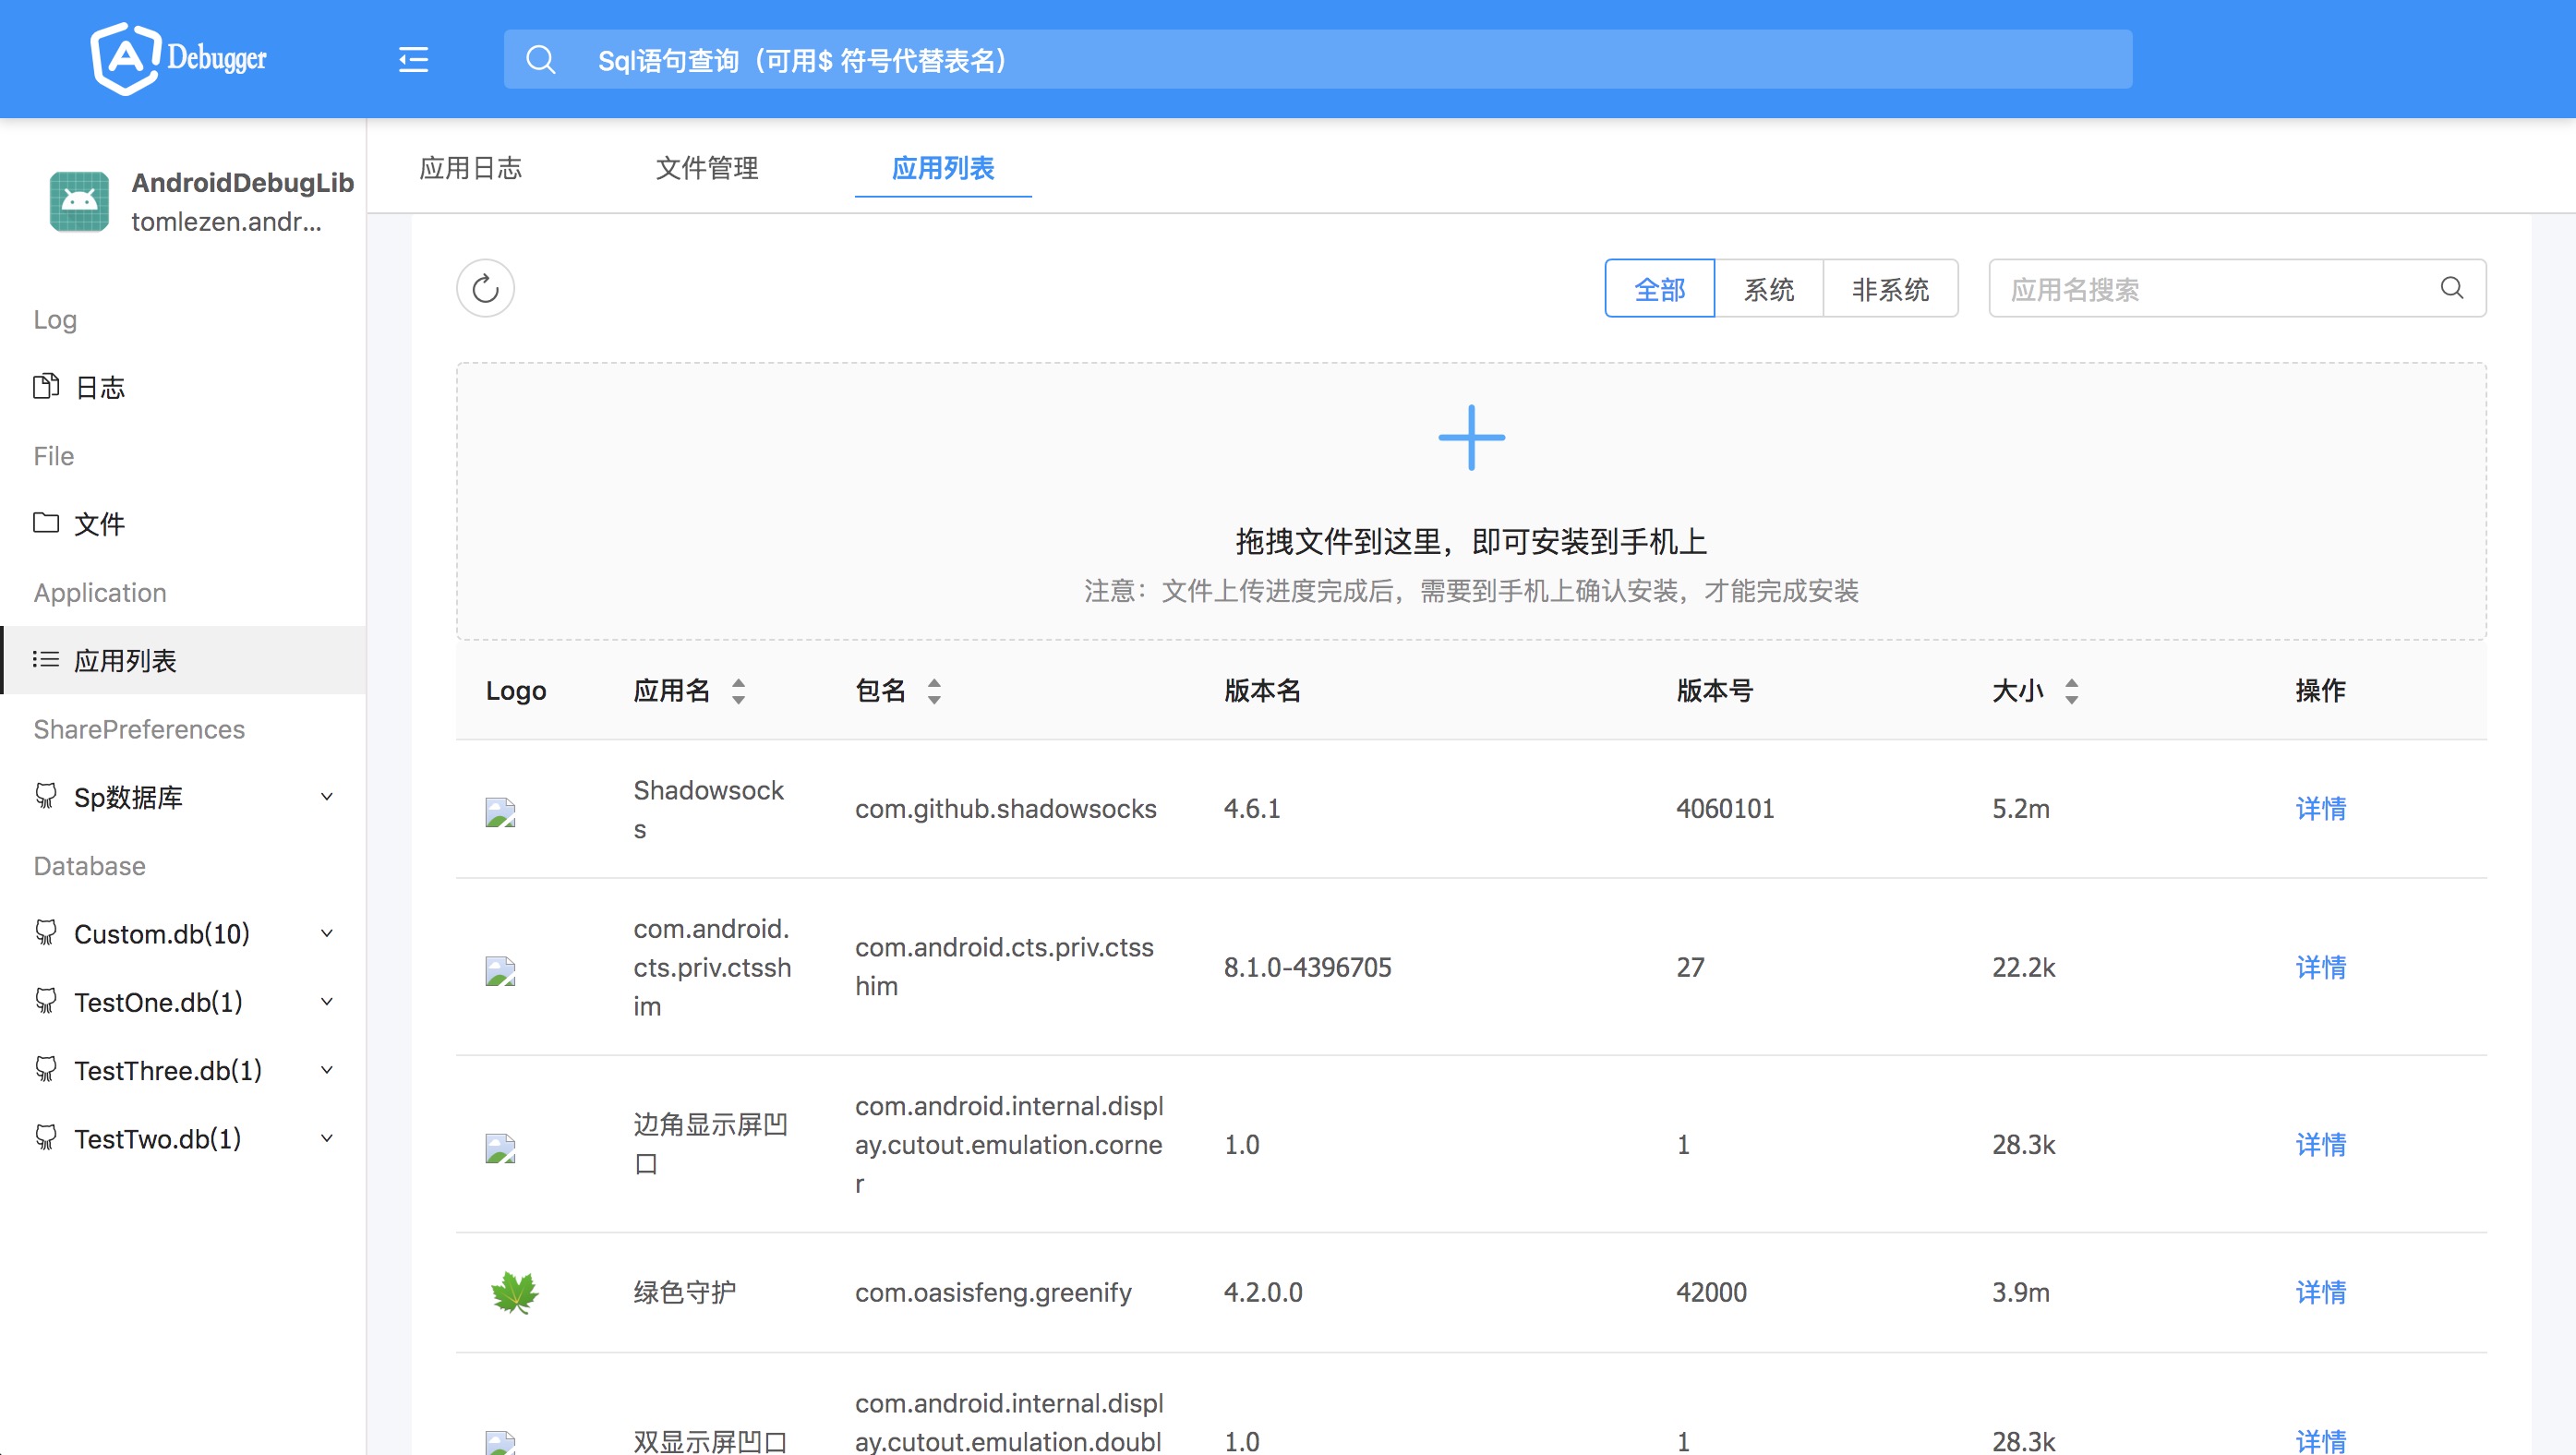 Debugger
Sql语句查询（可用$ 符号代替表名）
AndroidDebugLib
tomlezen.andr...
Log
日志
File
文件
Application
应用列表
SharePreferences
Sp数据库
Database
Custom.db(10)
TestOne.db(1)
TestThree.db(1)
TestTwo.db(1)
应用日志 文件管理 应用列表
全部 系统 非系统 应用名搜索
拖拽文件到这里，即可安装到手机上
注意：文件上传进度完成后，需要到手机上确认安装，才能完成安装
Logo 应用名 包名 版本名 版本号 大小 操作
Shadowsock
s
com.github.shadowsocks 4.6.1 4060101 5.2m 详情
com.android.
cts.priv.ctssh
im
com.android.cts.priv.ctss
him
8.1.0-4396705 27 22.2k 详情
边角显示屏凹
口
com.android.internal.displ
ay.cutout.emulation.corne
r
1.0 1 28.3k 详情
绿色守护 com.oasisfeng.greenify 4.2.0.0 42000 3.9m 详情
双显示屏凹口
com.android.internal.displ
ay.cutout.emulation.doubl
1.0 1 28.3k 详情